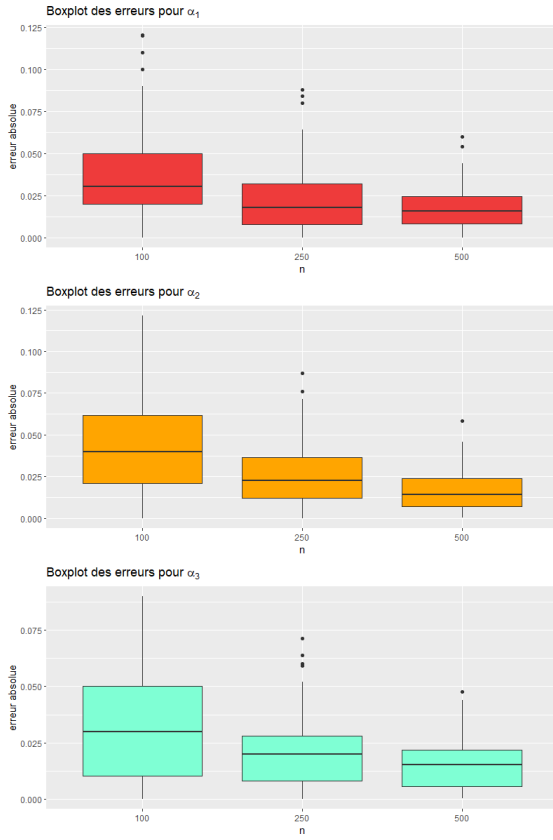 Boxplot des erreurs pour α₁
0.125
0.100
0.075
0.050
0.025
0.000
erreur absolue
100 250 500
n
Boxplot des erreurs pour α₂
0.125
0.100
0.075
0.050
0.025
0.000
erreur absolue
100 250 500
n
Boxplot des erreurs pour α₃
0.075
0.050
0.025
0.000
erreur absolue
100 250 500
n